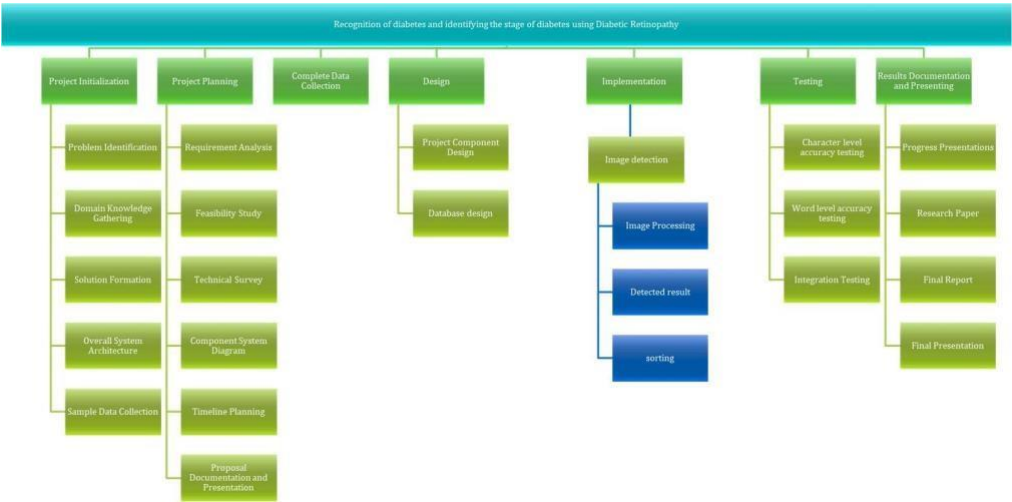 Recognition of diabetes and identifying the stage of diabetes using Diabetic Retinopathy
Project Initialization
Problem Identification
Domain Knowledge
Gathering
Solution Formation
Overall System
Architecture
Sample Data Collection
Project Planning
Requirement Analysis
Feasibility Study
Technical Survey
Component System
Diagram
Timeline Planning
Proposal
Documentation and
Presentation
Complete Data
Collection
Design
Project Component
Design
Database design
Implementation
Image detection
Image Processing
Detected result
sorting
Testing
Character level
accuracy testing
Word level accuracy
testing
Integration Testing
Results Documentation
and Presenting
Progress Presentations
Research Paper
Final Report
Final Presentation